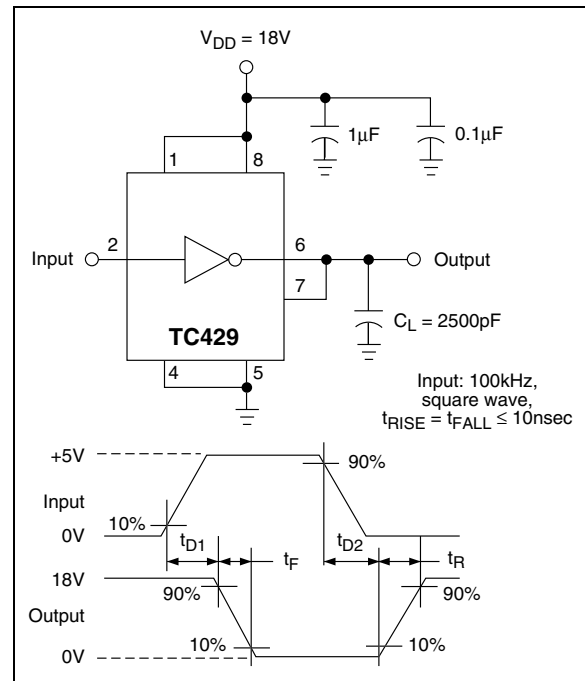 V_DD = 18V
1μF
0.1μF
1
8
Input
2
6
Output
7
TC429
C_L = 2500pF
4
5
Input: 100kHz,
square wave,
t_RISE = t_FALL ≤ 10nsec
+5V
90%
Input
10%
0V
t_D1
t_F
t_D2
t_R
18V
90%
90%
Output
10%
10%
0V